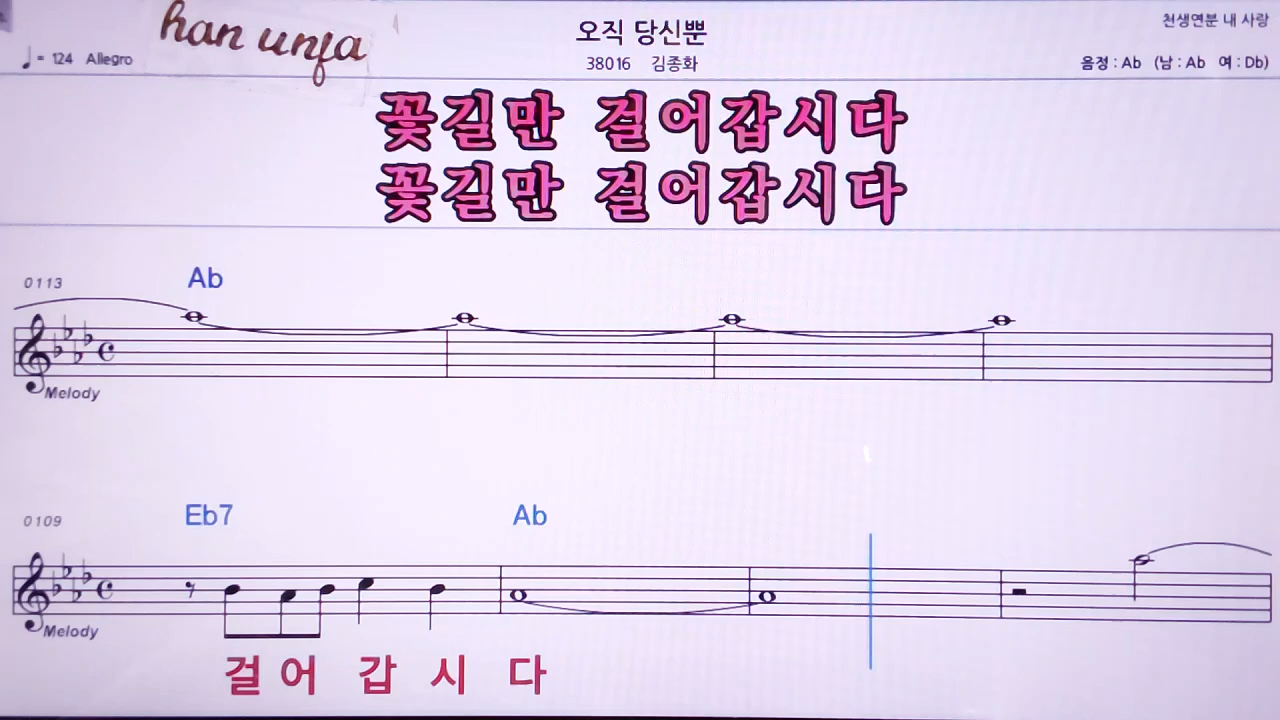 han unja
오직 당신뿐
천생연분 내 사랑
♩= 124 Allegro
38016 김종화
음정 : Ab (남 : Ab 여 : Db)
꽃길만 걸어갑시다
꽃길만 걸어갑시다
0113
Ab
Melody
0109
Eb7 Ab
Melody
걸 어 갑 시 다